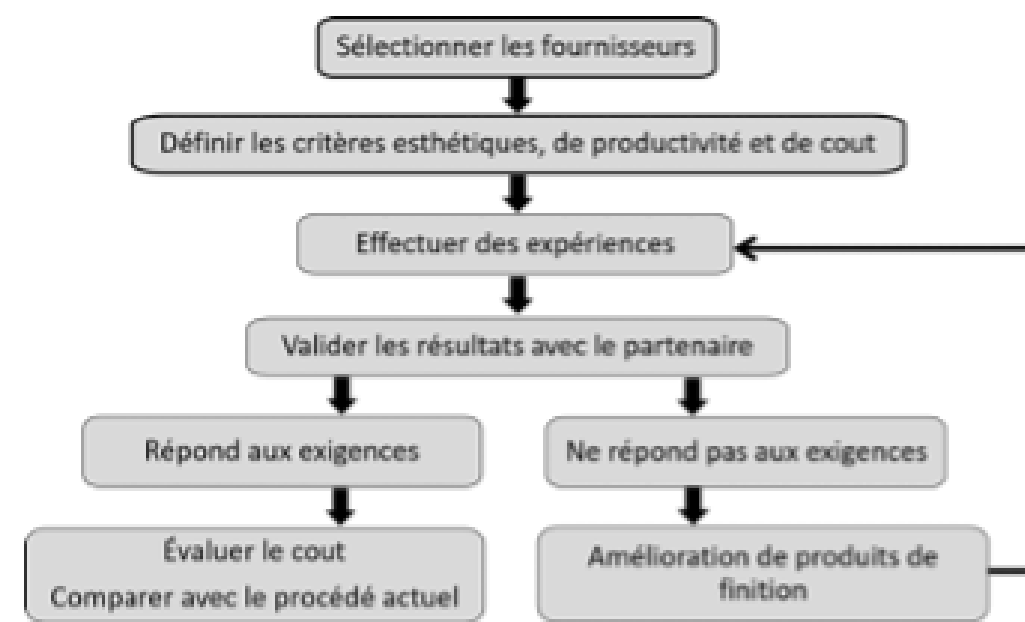 Sélectionner les fournisseurs
Définir les critères esthétiques, de productivité et de cout
Effectuer des expériences
Valider les résultats avec le partenaire
Répond aux exigences
Ne répond pas aux exigences
Évaluer le cout
Comparer avec le procédé actuel
Amélioration de produits de
finition